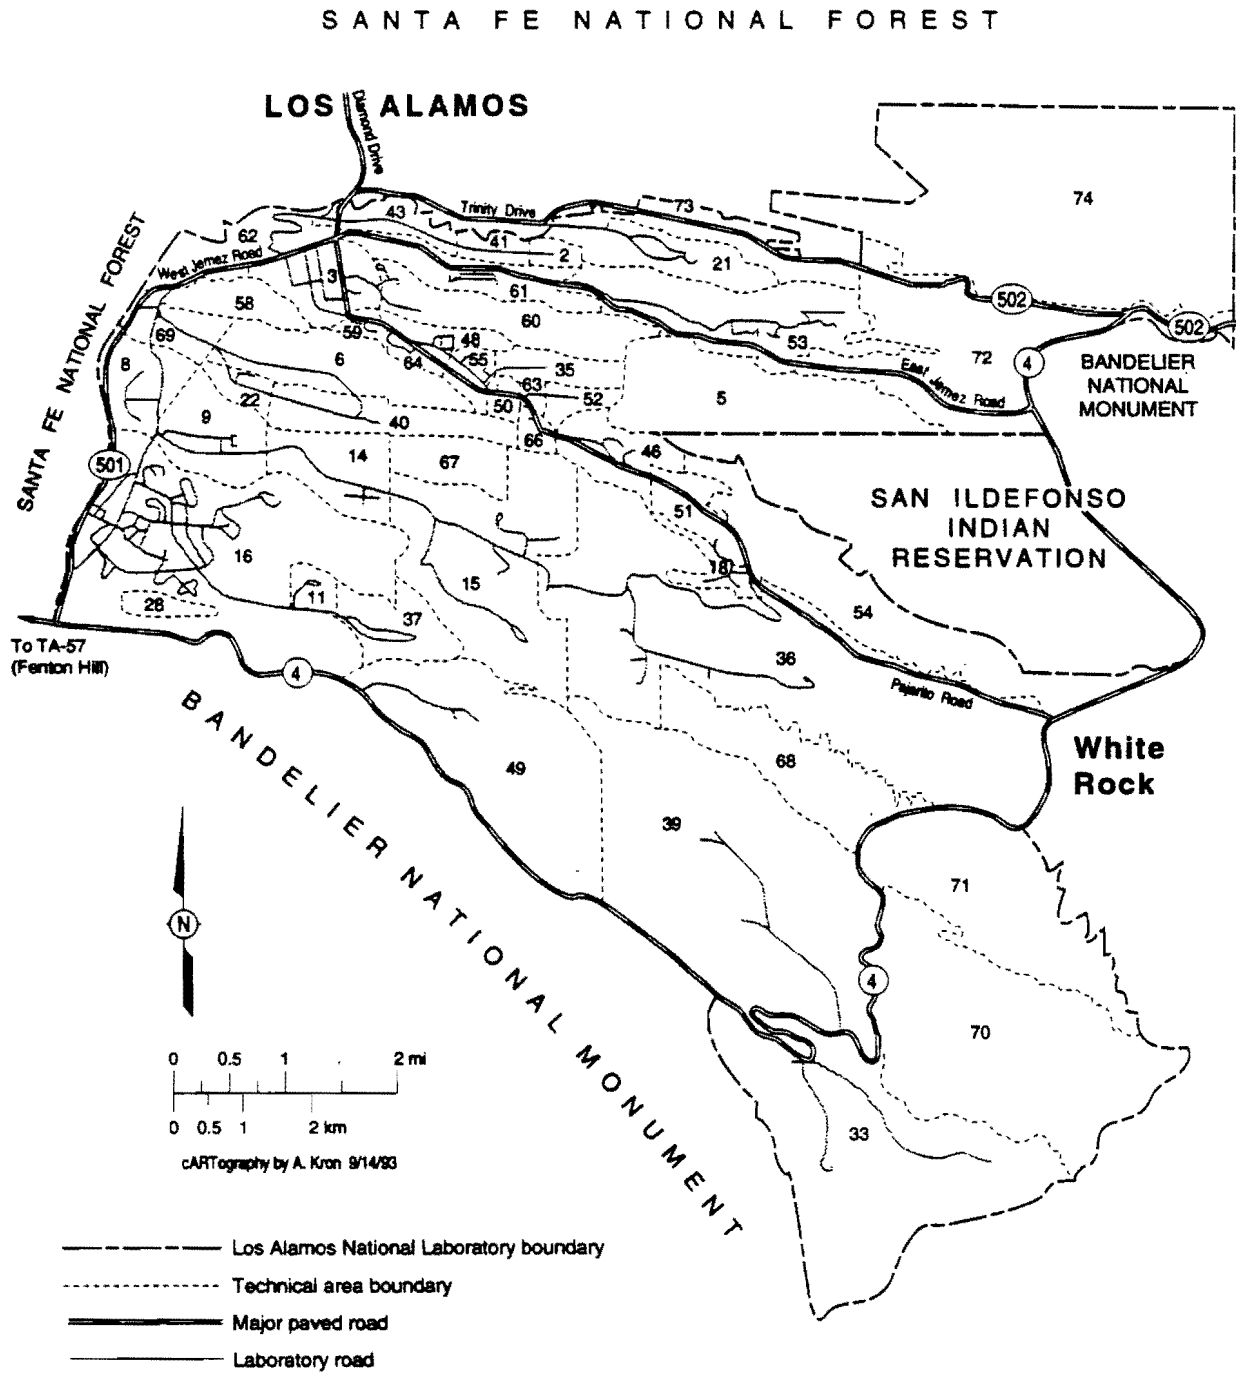 SANTA FE NATIONAL FOREST
LOS ALAMOS
Diamond Drive
74
43
Trinity Drive
73
62
41
2
21
West Jemez Road
3
SANTA FE NATIONAL FOREST
58
61
502
60
502
69
59
48
53
72
8
6
64
55
35
4
BANDELIER
NATIONAL
MONUMENT
63
East Jemez Road
22
50
52
5
9
40
66
46
14
67
501
SAN ILDEFONSO
INDIAN
RESERVATION
51
16
18
15
11
28
37
54
To TA-57
(Fenton Hill)
36
4
Pajarito Road
BANDELIER NATIONAL MONUMENT
White
Rock
49
68
39
71
N
4
70
0 0.5 1 2 mi
0 0.5 1 2 km
33
cARTography by A. Kron 9/14/93
Los Alamos National Laboratory boundary
Technical area boundary
Major paved road
Laboratory road